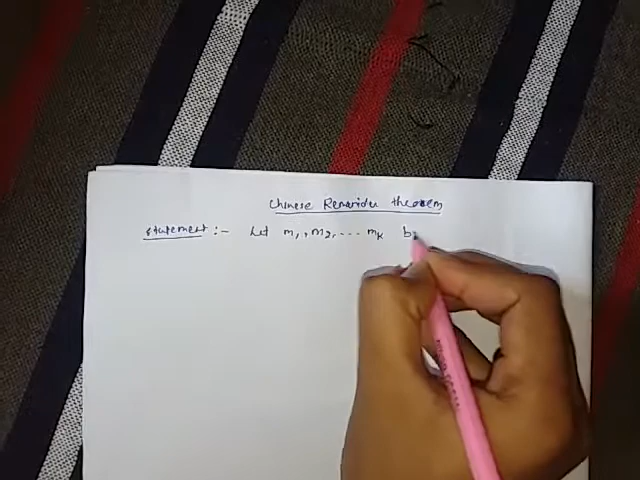 Chinese Remainder theorem
Statement :- Let m₁, m₂, ... mₖ b